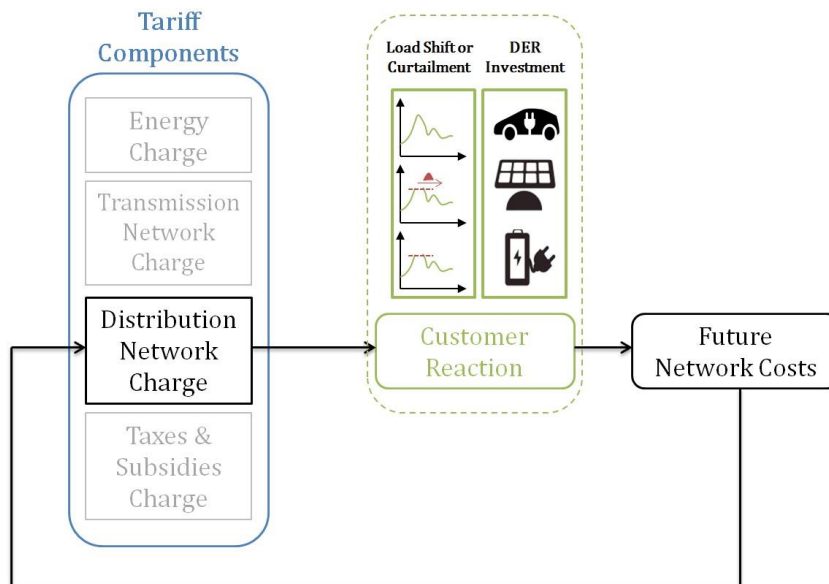 Tariff
Components
Energy
Charge
Transmission
Network
Charge
Distribution
Network
Charge
Taxes &
Subsidies
Charge
Load Shift or
Curtailment
DER
Investment
Customer
Reaction
Future
Network Costs